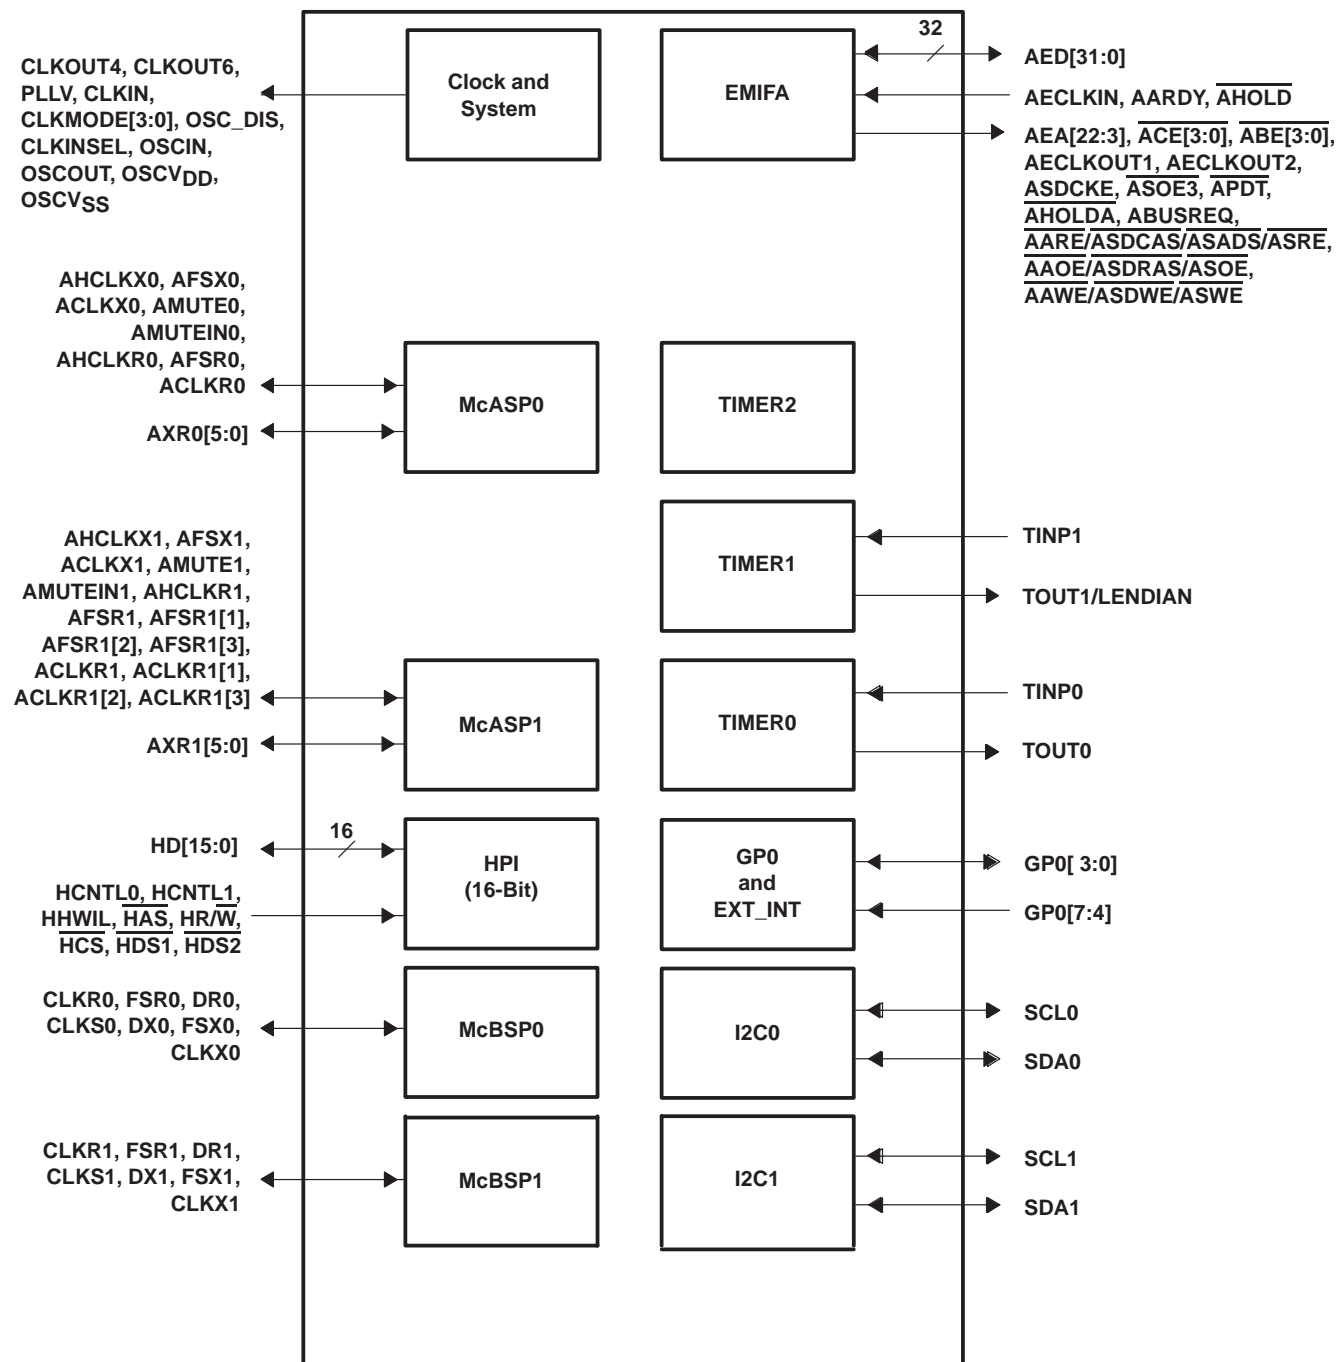 CLKOUT4, CLKOUT6,
PLLV, CLKIN,
CLKMODE[3:0], OSC_DIS,
CLKINSEL, OSCIN,
OSCOUT, OSCVDD,
OSCVSS
Clock and
System
EMIFA
32
AED[31:0]
AECLKIN, AARDY, AHOLD
AEA[22:3], ACE[3:0], ABE[3:0],
AECLKOUT1, AECLKOUT2,
ASDCKE, ASOE3, APDT,
AHOLDA, ABUSREQ,
AARE/ASDCAS/ASADS/ASRE,
AAOE/ASDRAS/ASOE,
AAWE/ASDWE/ASWE
AHCLKX0, AFSX0,
ACLKX0, AMUTE0,
AMUTEIN0,
AHCLKR0, AFSR0,
ACLKR0
AXR0[5:0]
McASP0
TIMER2
AHCLKX1, AFSX1,
ACLKX1, AMUTE1,
AMUTEIN1, AHCLKR1,
AFSR1, AFSR1[1],
AFSR1[2], AFSR1[3],
ACLKR1, ACLKR1[1],
ACLKR1[2], ACLKR1[3]
AXR1[5:0]
McASP1
TIMER1
TINP1
TOUT1/LENDIAN
TIMER0
TINP0
TOUT0
HD[15:0]
16
HCNTL0, HCNTL1,
HHWIL, HAS, HR/W,
HCS, HDS1, HDS2
HPI
(16-Bit)
GP0
and
EXT_INT
GP0[ 3:0]
GP0[7:4]
CLKR0, FSR0, DR0,
CLKS0, DX0, FSX0,
CLKX0
McBSP0
I2C0
SCL0
SDA0
CLKR1, FSR1, DR1,
CLKS1, DX1, FSX1,
CLKX1
McBSP1
I2C1
SCL1
SDA1